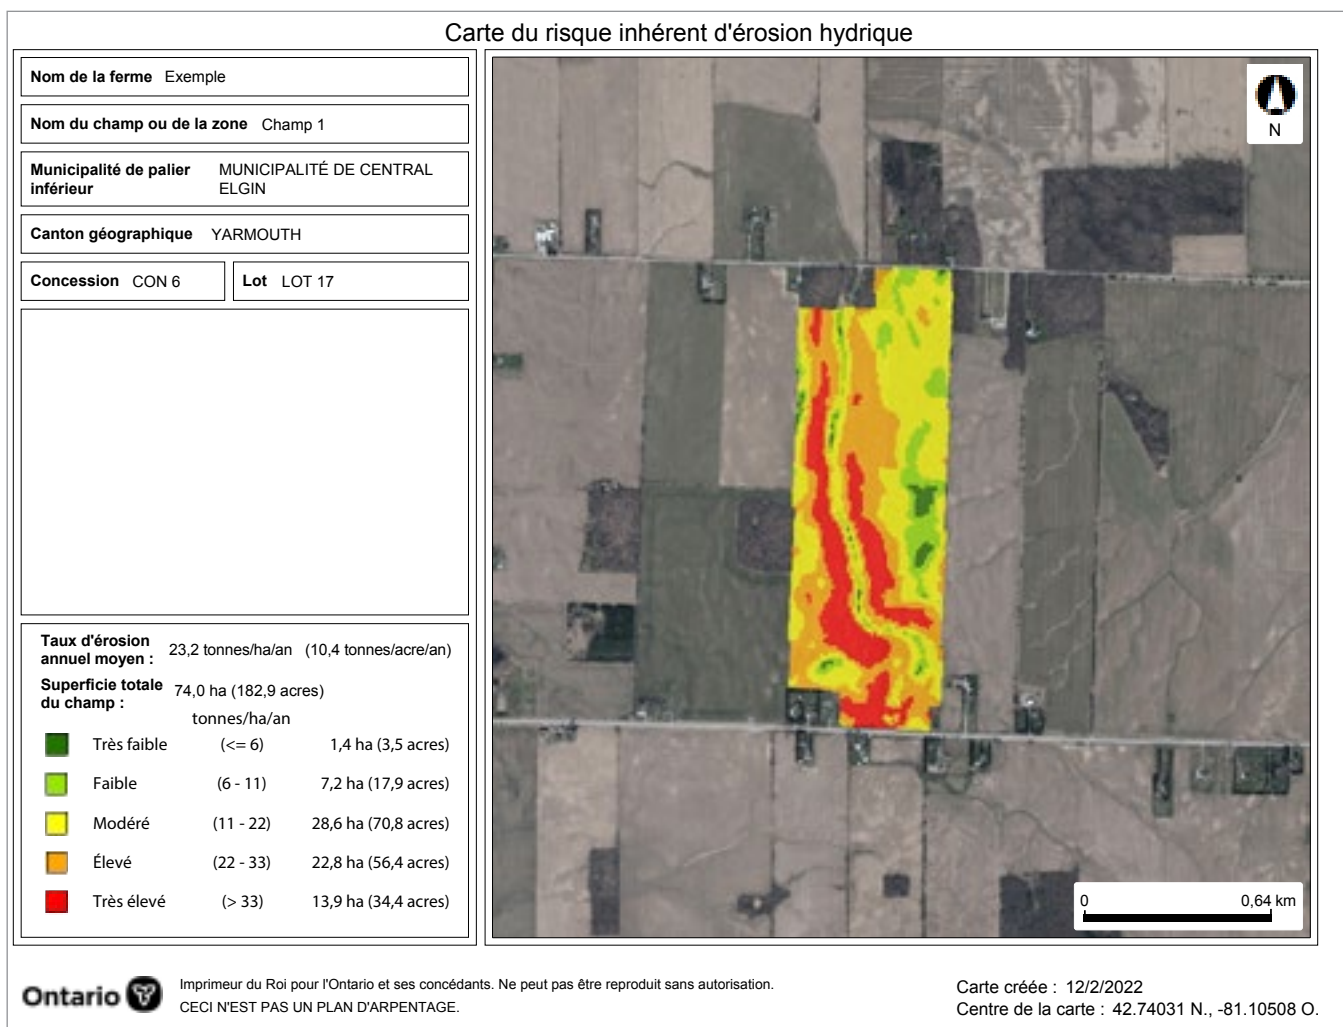 Carte du risque inhérent d'érosion hydrique
Nom de la ferme Exemple
Nom du champ ou de la zone Champ 1
Municipalité de palier inférieur MUNICIPALITÉ DE CENTRAL ELGIN
Canton géographique YARMOUTH
Concession CON 6 Lot LOT 17
Taux d'érosion annuel moyen : 23,2 tonnes/ha/an (10,4 tonnes/acre/an)
Superficie totale du champ : 74,0 ha (182,9 acres)
tonnes/ha/an
Très faible (<= 6) 1,4 ha (3,5 acres)
Faible (6 - 11) 7,2 ha (17,9 acres)
Modéré (11 - 22) 28,6 ha (70,8 acres)
Élevé (22 - 33) 22,8 ha (56,4 acres)
Très élevé (> 33) 13,9 ha (34,4 acres)
N
0 0,64 km
Ontario
Imprimeur du Roi pour l'Ontario et ses concédants. Ne peut pas être reproduit sans autorisation.
CECI N'EST PAS UN PLAN D'ARPENTAGE.
Carte créée : 12/2/2022
Centre de la carte : 42.74031 N., -81.10508 O.